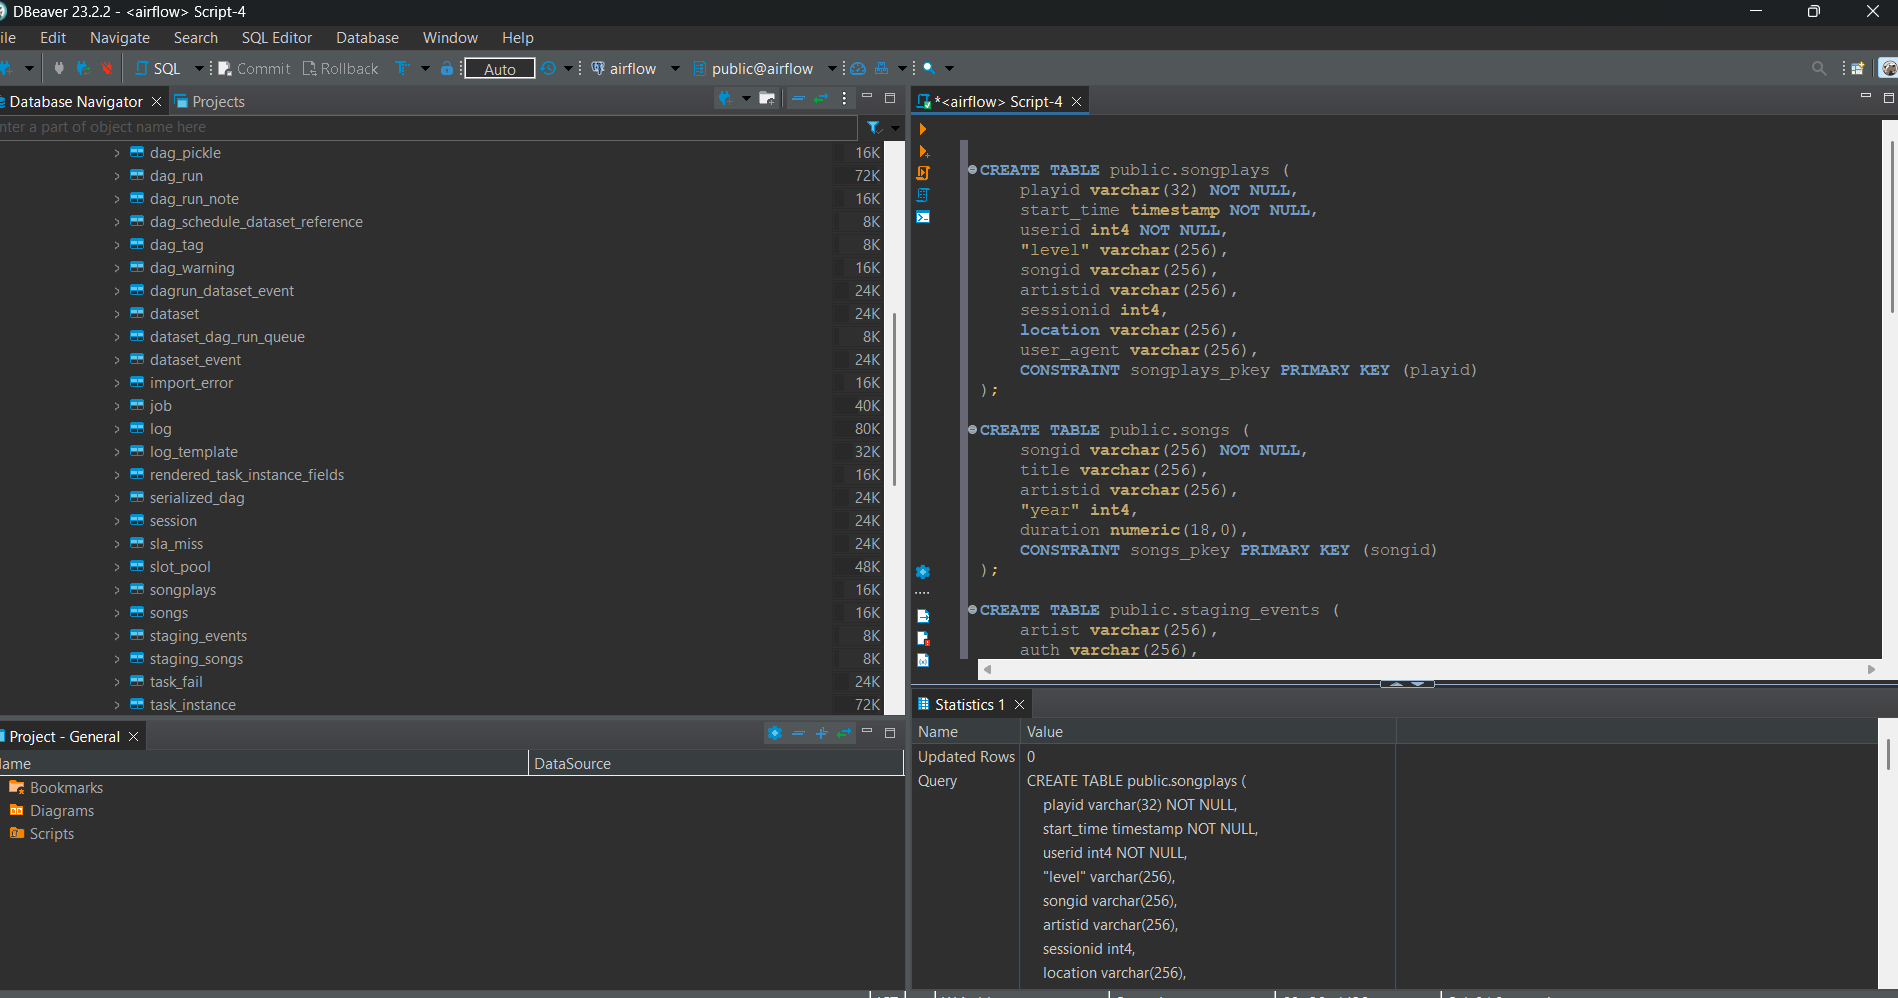 DBeaver 23.2.2 - <airflow> Script-4
ile Edit Navigate Search SQL Editor Database Window Help
SQL Commit Rollback Auto airflow public@airflow
Database Navigator Projects
nter a part of object name here
dag_pickle 16K
dag_run 72K
dag_run_note 16K
dag_schedule_dataset_reference 8K
dag_tag 8K
dag_warning 16K
dagrun_dataset_event 24K
dataset 24K
dataset_dag_run_queue 8K
dataset_event 24K
import_error 16K
job 40K
log 80K
log_template 32K
rendered_task_instance_fields 16K
serialized_dag 24K
session 24K
sla_miss 24K
slot_pool 48K
songplays 16K
songs 16K
staging_events 8K
staging_songs 8K
task_fail 24K
task_instance 72K
Project - General
ame DataSource
Bookmarks
Diagrams
Scripts
*<airflow> Script-4
CREATE TABLE public.songplays (
playid varchar(32) NOT NULL,
start_time timestamp NOT NULL,
userid int4 NOT NULL,
"level" varchar(256),
songid varchar(256),
artistid varchar(256),
sessionid int4,
location varchar(256),
user_agent varchar(256),
CONSTRAINT songplays_pkey PRIMARY KEY (playid)
);
CREATE TABLE public.songs (
songid varchar(256) NOT NULL,
title varchar(256),
artistid varchar(256),
"year" int4,
duration numeric(18,0),
CONSTRAINT songs_pkey PRIMARY KEY (songid)
);
CREATE TABLE public.staging_events (
artist varchar(256),
auth varchar(256),
Statistics 1
Name Value
Updated Rows 0
Query CREATE TABLE public.songplays (
playid varchar(32) NOT NULL,
start_time timestamp NOT NULL,
userid int4 NOT NULL,
"level" varchar(256),
songid varchar(256),
artistid varchar(256),
sessionid int4,
location varchar(256),